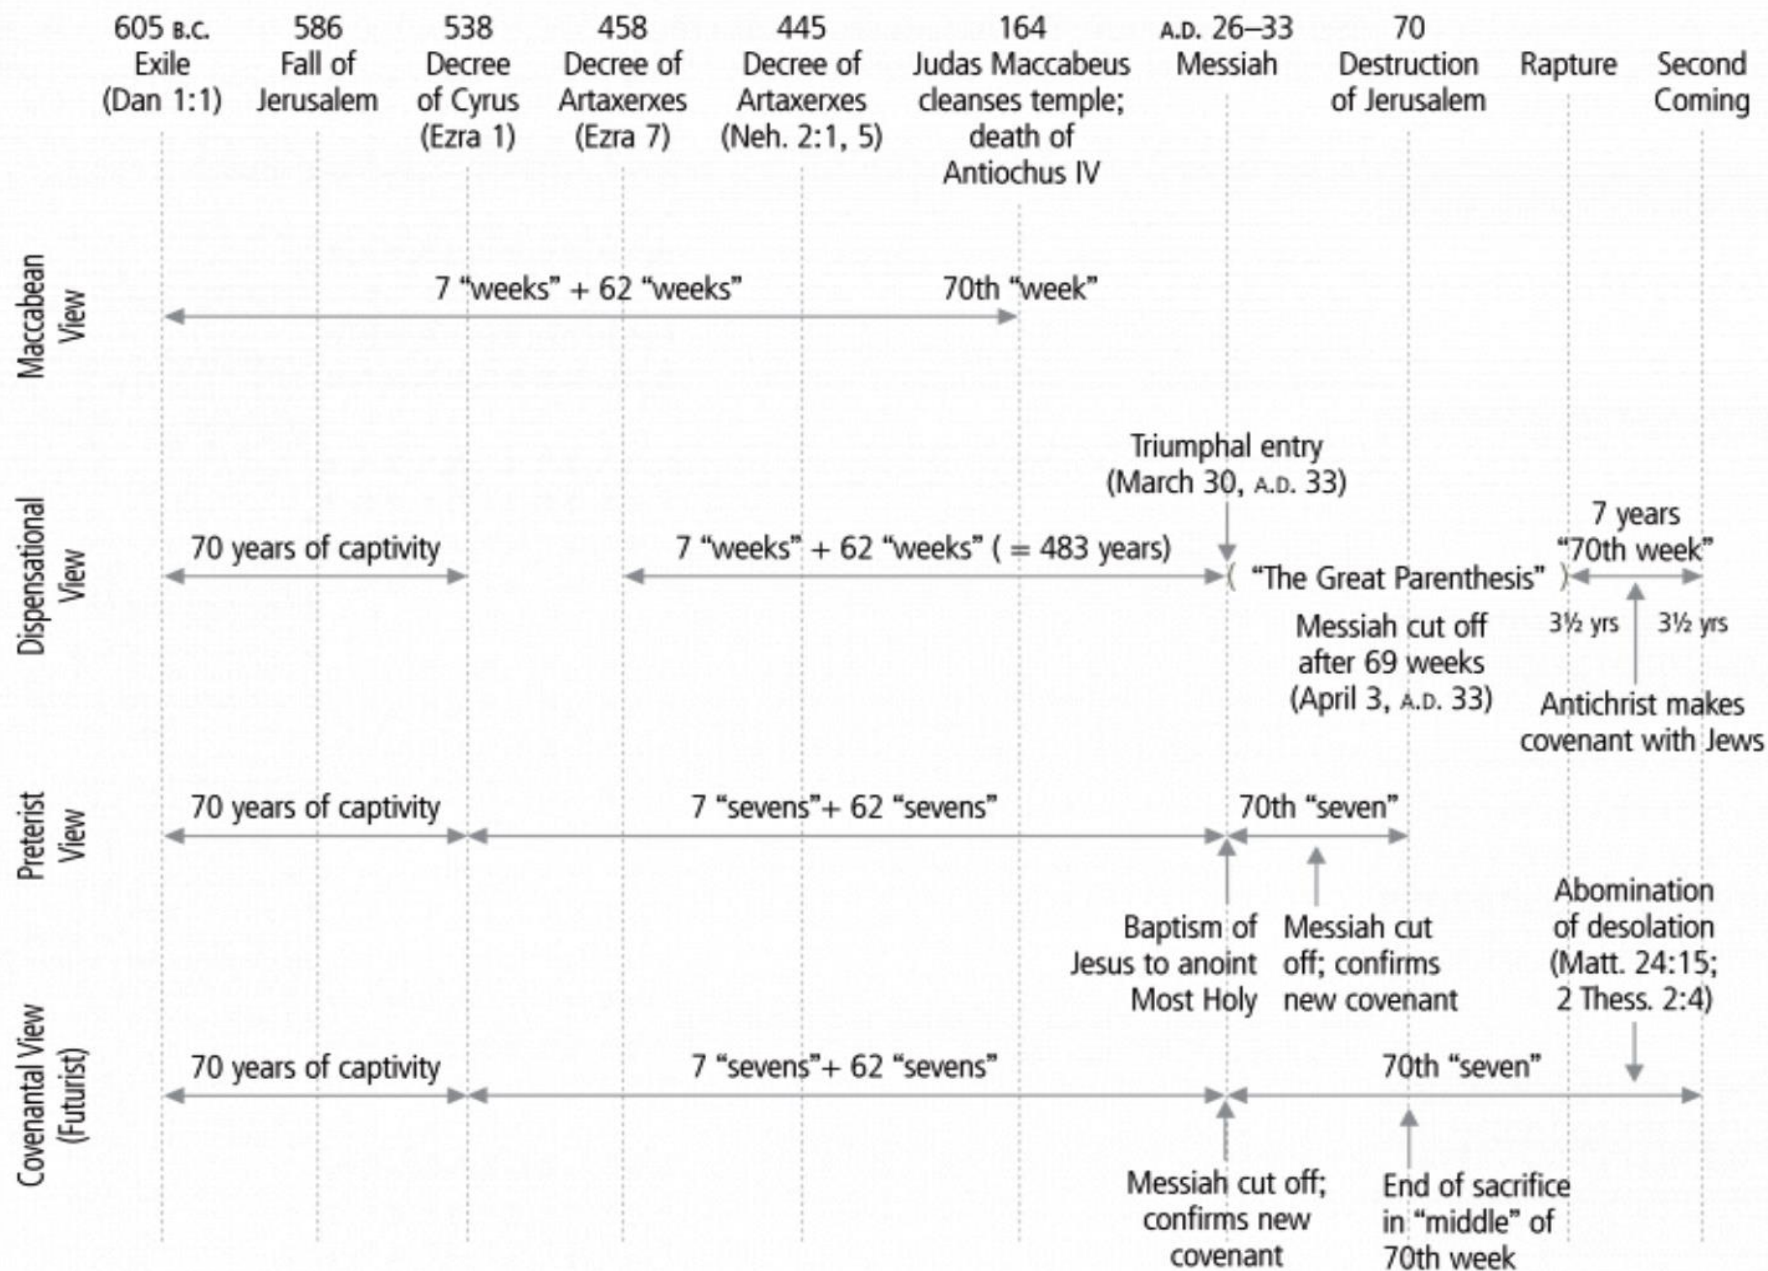 605 B.C.
Exile
(Dan 1:1)
586
Fall of
Jerusalem
538
Decree
of Cyrus
(Ezra 1)
458
Decree of
Artaxerxes
(Ezra 7)
445
Decree of
Artaxerxes
(Neh. 2:1, 5)
164
Judas Maccabeus
cleanses temple;
death of
Antiochus IV
A.D. 26–33
Messiah
70
Destruction
of Jerusalem
Rapture
Second
Coming
Maccabean
View
7 “weeks” + 62 “weeks”
70th “week”
Dispensational
View
70 years of captivity
7 “weeks” + 62 “weeks” ( = 483 years)
Triumphal entry
(March 30, A.D. 33)
( “The Great Parenthesis” )
Messiah cut off
after 69 weeks
(April 3, A.D. 33)
7 years
“70th week”
3½ yrs
3½ yrs
Antichrist makes
covenant with Jews
Preterist
View
70 years of captivity
7 “sevens”+ 62 “sevens”
70th “seven”
Baptism of
Jesus to anoint
Most Holy
Messiah cut
off; confirms
new covenant
Abomination
of desolation
(Matt. 24:15;
2 Thess. 2:4)
Covenantal View
(Futurist)
70 years of captivity
7 “sevens”+ 62 “sevens”
70th “seven”
Messiah cut off;
confirms new
covenant
End of sacrifice
in “middle” of
70th week